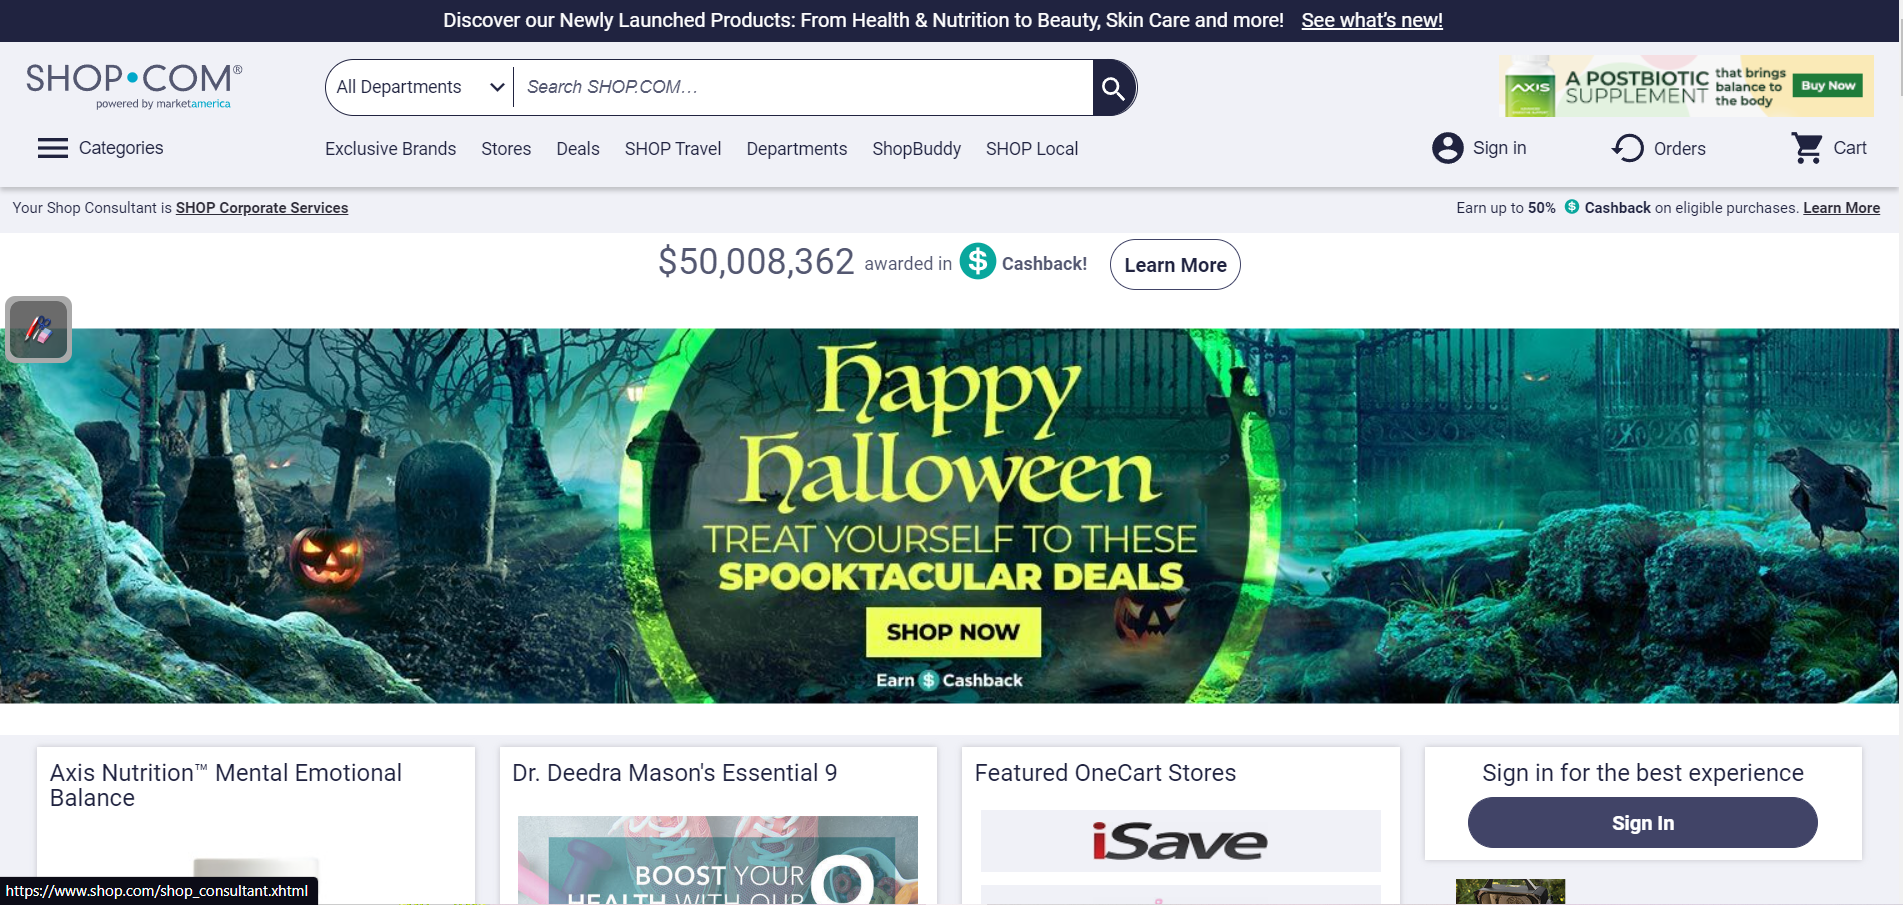 Discover our Newly Launched Products: From Health & Nutrition to Beauty, Skin Care and more! See what's new!
SHOP•COM®
powered by marketamerica
All Departments
Search SHOP.COM...
AXIS
A POSTBIOTIC
SUPPLEMENT
that brings
balance to
the body
Buy Now
Categories
Exclusive Brands Stores Deals SHOP Travel Departments ShopBuddy SHOP Local
Sign in
Orders
Cart
Your Shop Consultant is SHOP Corporate Services
Earn up to 50% $ Cashback on eligible purchases. Learn More
$50,008,362 awarded in $ Cashback!
Learn More
Happy
Halloween
TREAT YOURSELF TO THESE
SPOOKTACULAR DEALS
SHOP NOW
Earn $ Cashback
Axis Nutrition™ Mental Emotional
Balance
Dr. Deedra Mason's Essential 9
BOOST YOUR
HEALTH WITH OUR
9
Featured OneCart Stores
iSave
Sign in for the best experience
Sign In
https://www.shop.com/shop_consultant.xhtml